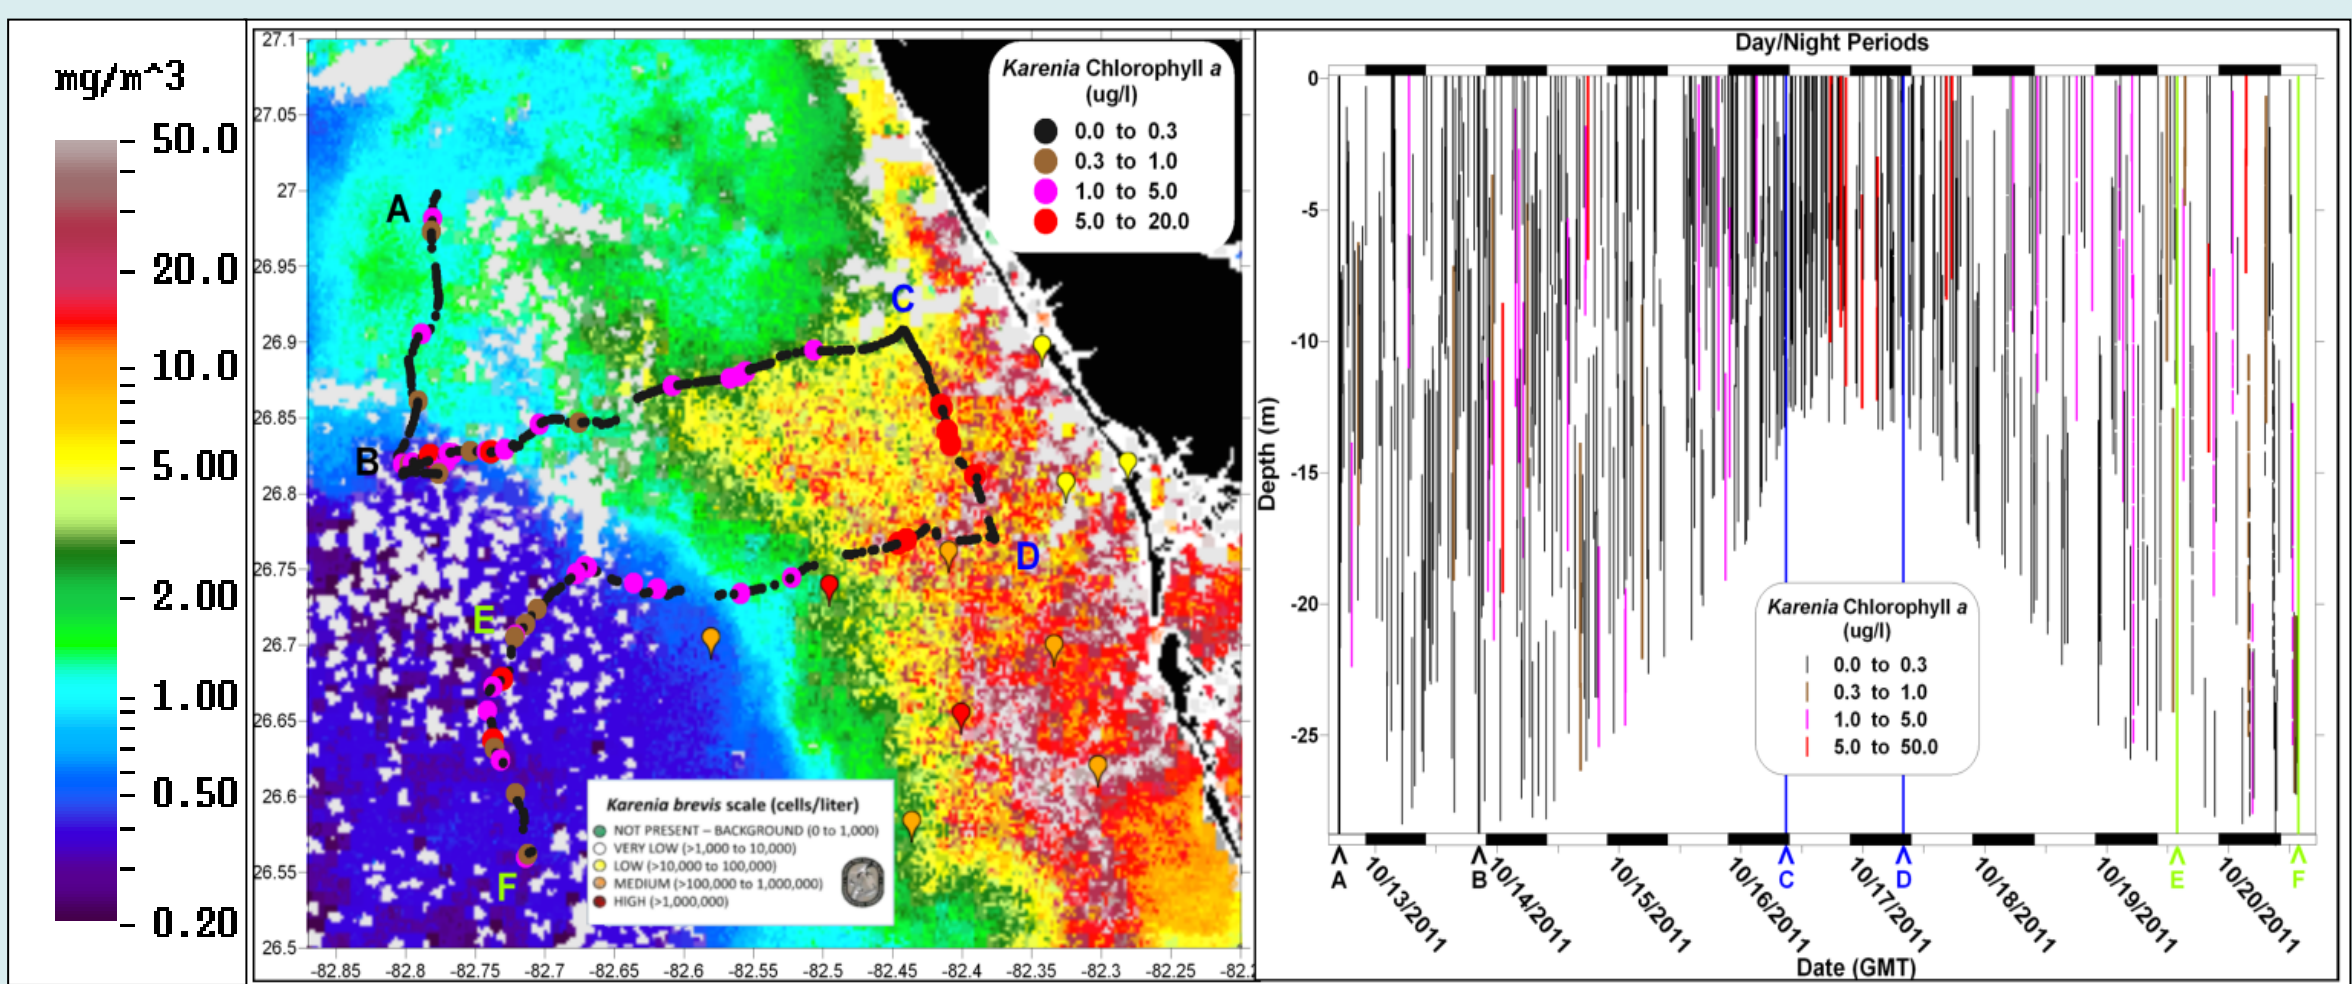 mg/m^3
50.0
20.0
10.0
5.00
2.00
1.00
0.50
0.20
27.1
27.05
27
26.95
26.9
26.85
26.8
26.75
26.7
26.65
26.6
26.55
26.5
-82.85
-82.8
-82.75
-82.7
-82.65
-82.6
-82.55
-82.5
-82.45
-82.4
-82.35
-82.3
-82.25
A
B
C
D
E
F
Karenia Chlorophyll a
(ug/l)
0.0 to 0.3
0.3 to 1.0
1.0 to 5.0
5.0 to 20.0
Karenia brevis scale (cells/liter)
NOT PRESENT – BACKGROUND (0 to 1,000)
VERY LOW (>1,000 to 10,000)
LOW (>10,000 to 100,000)
MEDIUM (>100,000 to 1,000,000)
HIGH (>1,000,000)
Day/Night Periods
0
-5
-10
-15
-20
-25
Depth (m)
Karenia Chlorophyll a
(ug/l)
0.0 to 0.3
0.3 to 1.0
1.0 to 5.0
5.0 to 50.0
A
B
C
D
E
F
10/13/2011
10/14/2011
10/15/2011
10/16/2011
10/17/2011
10/18/2011
10/19/2011
10/20/2011
Date (GMT)